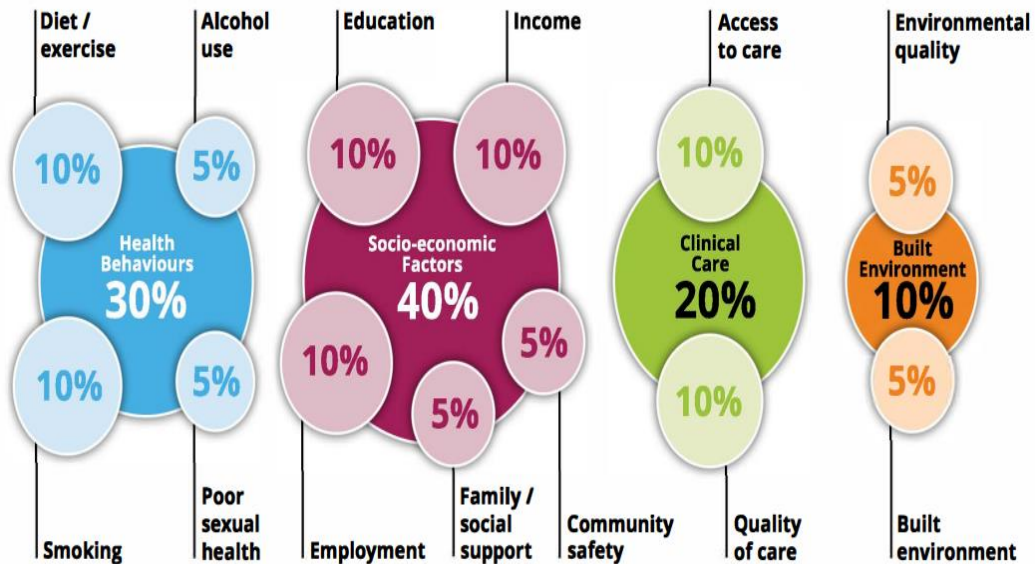 Diet /
exercise
Alcohol
use
Education
Income
Access
to care
Environmental
quality
10%
5%
10%
10%
10%
5%
Health
Behaviours
30%
Socio-economic
Factors
40%
Clinical
Care
20%
Built
Environment
10%
10%
5%
10%
5%
5%
10%
5%
Smoking
Poor
sexual
health
Employment
Family /
social
support
Community
safety
Quality
of care
Built
environment